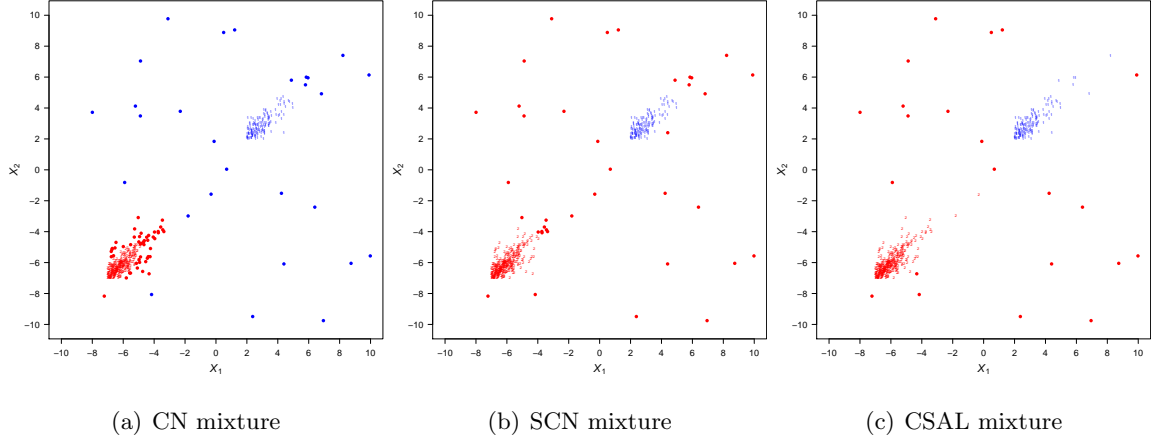 10 10 10
8 8 8
6 6 6
4 4 4
2 2 2
X2 0 X2 0 X2 0
−2 −2 −2
−4 −4 −4
−6 −6 −6
−8 −8 −8
−10 −10 −10
−10 −8 −6 −4 −2 0 2 4 6 8 10 −10 −8 −6 −4 −2 0 2 4 6 8 10 −10 −8 −6 −4 −2 0 2 4 6 8 10
X1 X1 X1
(a) CN mixture (b) SCN mixture (c) CSAL mixture